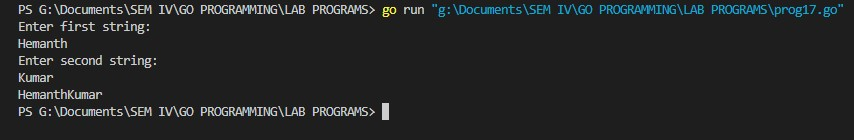 PS G:\Documents\SEM IV\GO PROGRAMMING\LAB PROGRAMS> go run "g:\Documents\SEM IV\GO PROGRAMMING\LAB PROGRAMS\prog17.go"
Enter first string:
Hemanth
Enter second string:
Kumar
HemanthKumar
PS G:\Documents\SEM IV\GO PROGRAMMING\LAB PROGRAMS>